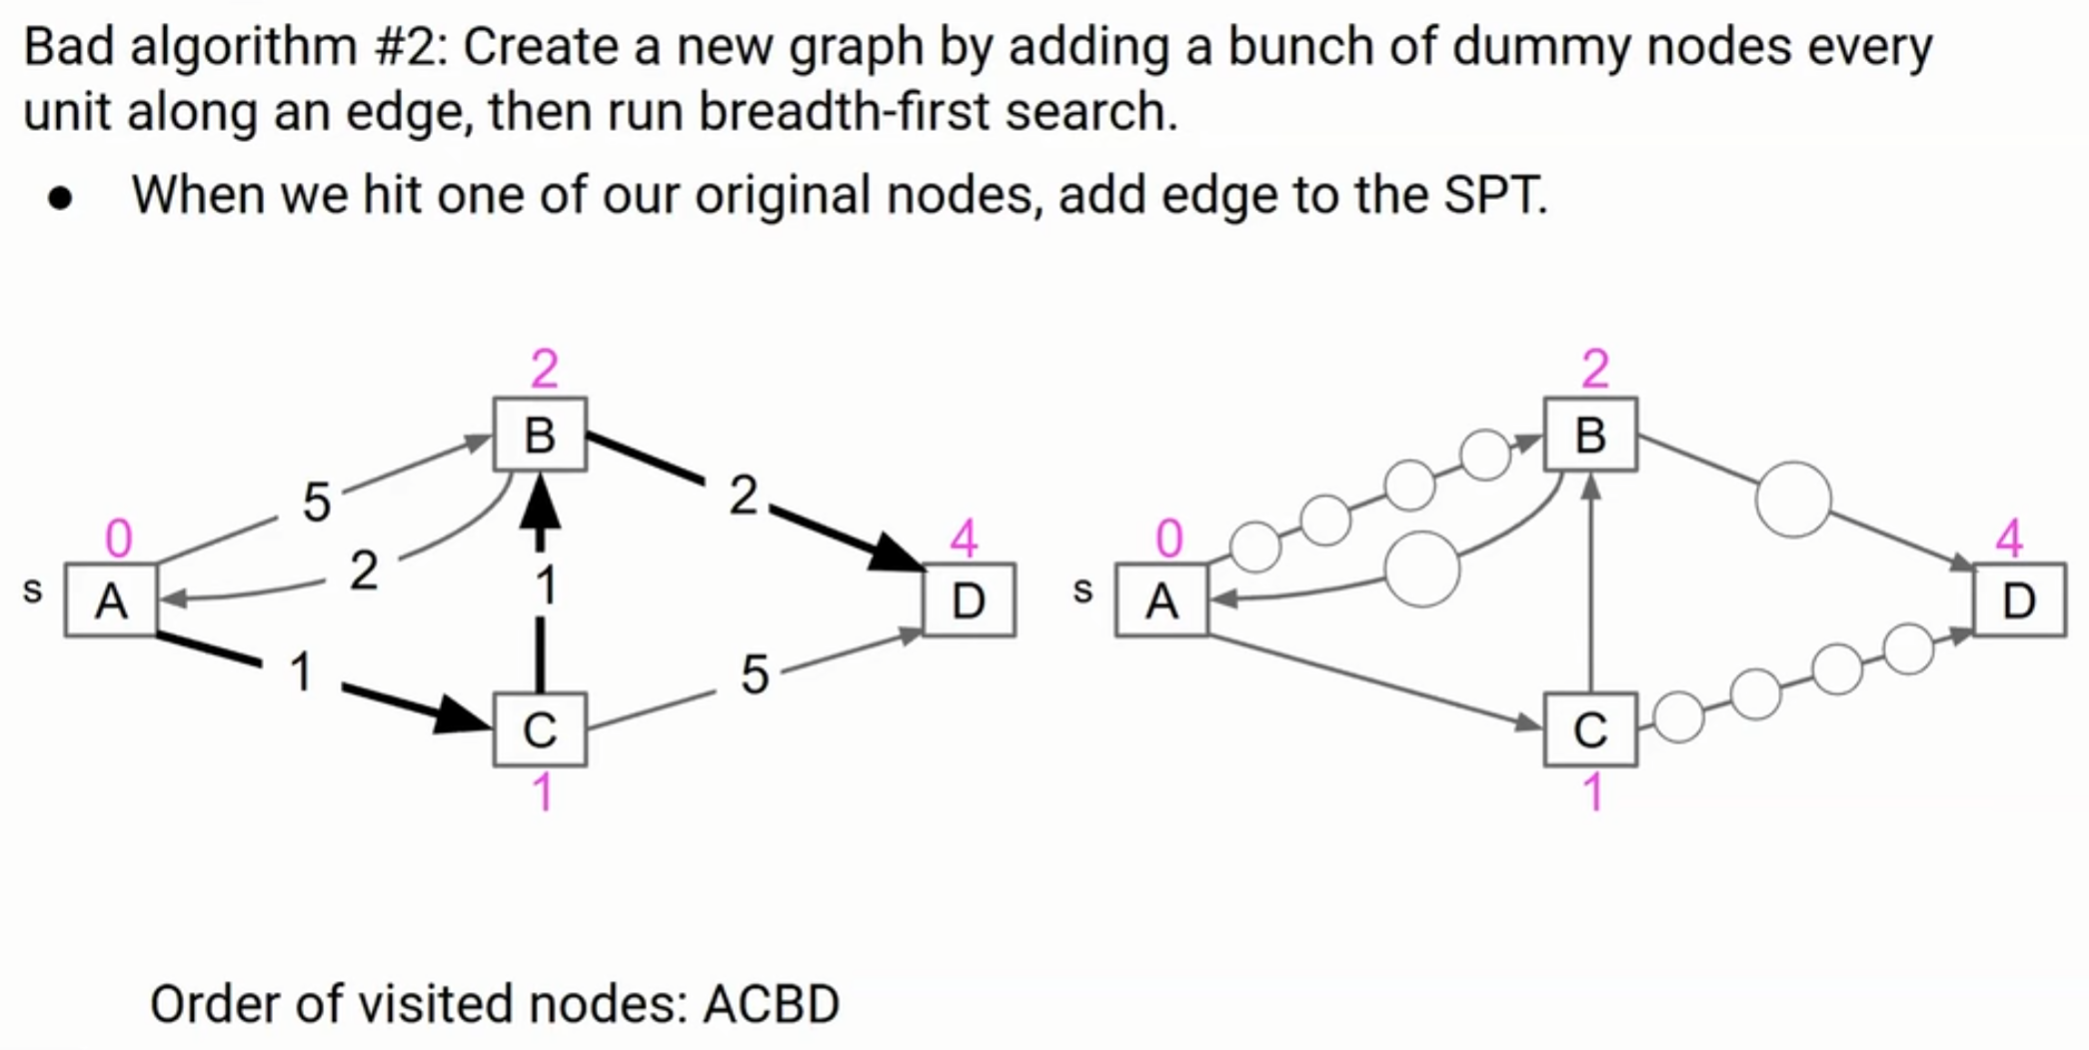 Bad algorithm #2: Create a new graph by adding a bunch of dummy nodes every
unit along an edge, then run breadth-first search.
● When we hit one of our original nodes, add edge to the SPT.
2
B
5
2
0
2
4
s
A
1
D
1
5
C
1
2
B
0
4
s
A
D
C
1
Order of visited nodes: ACBD